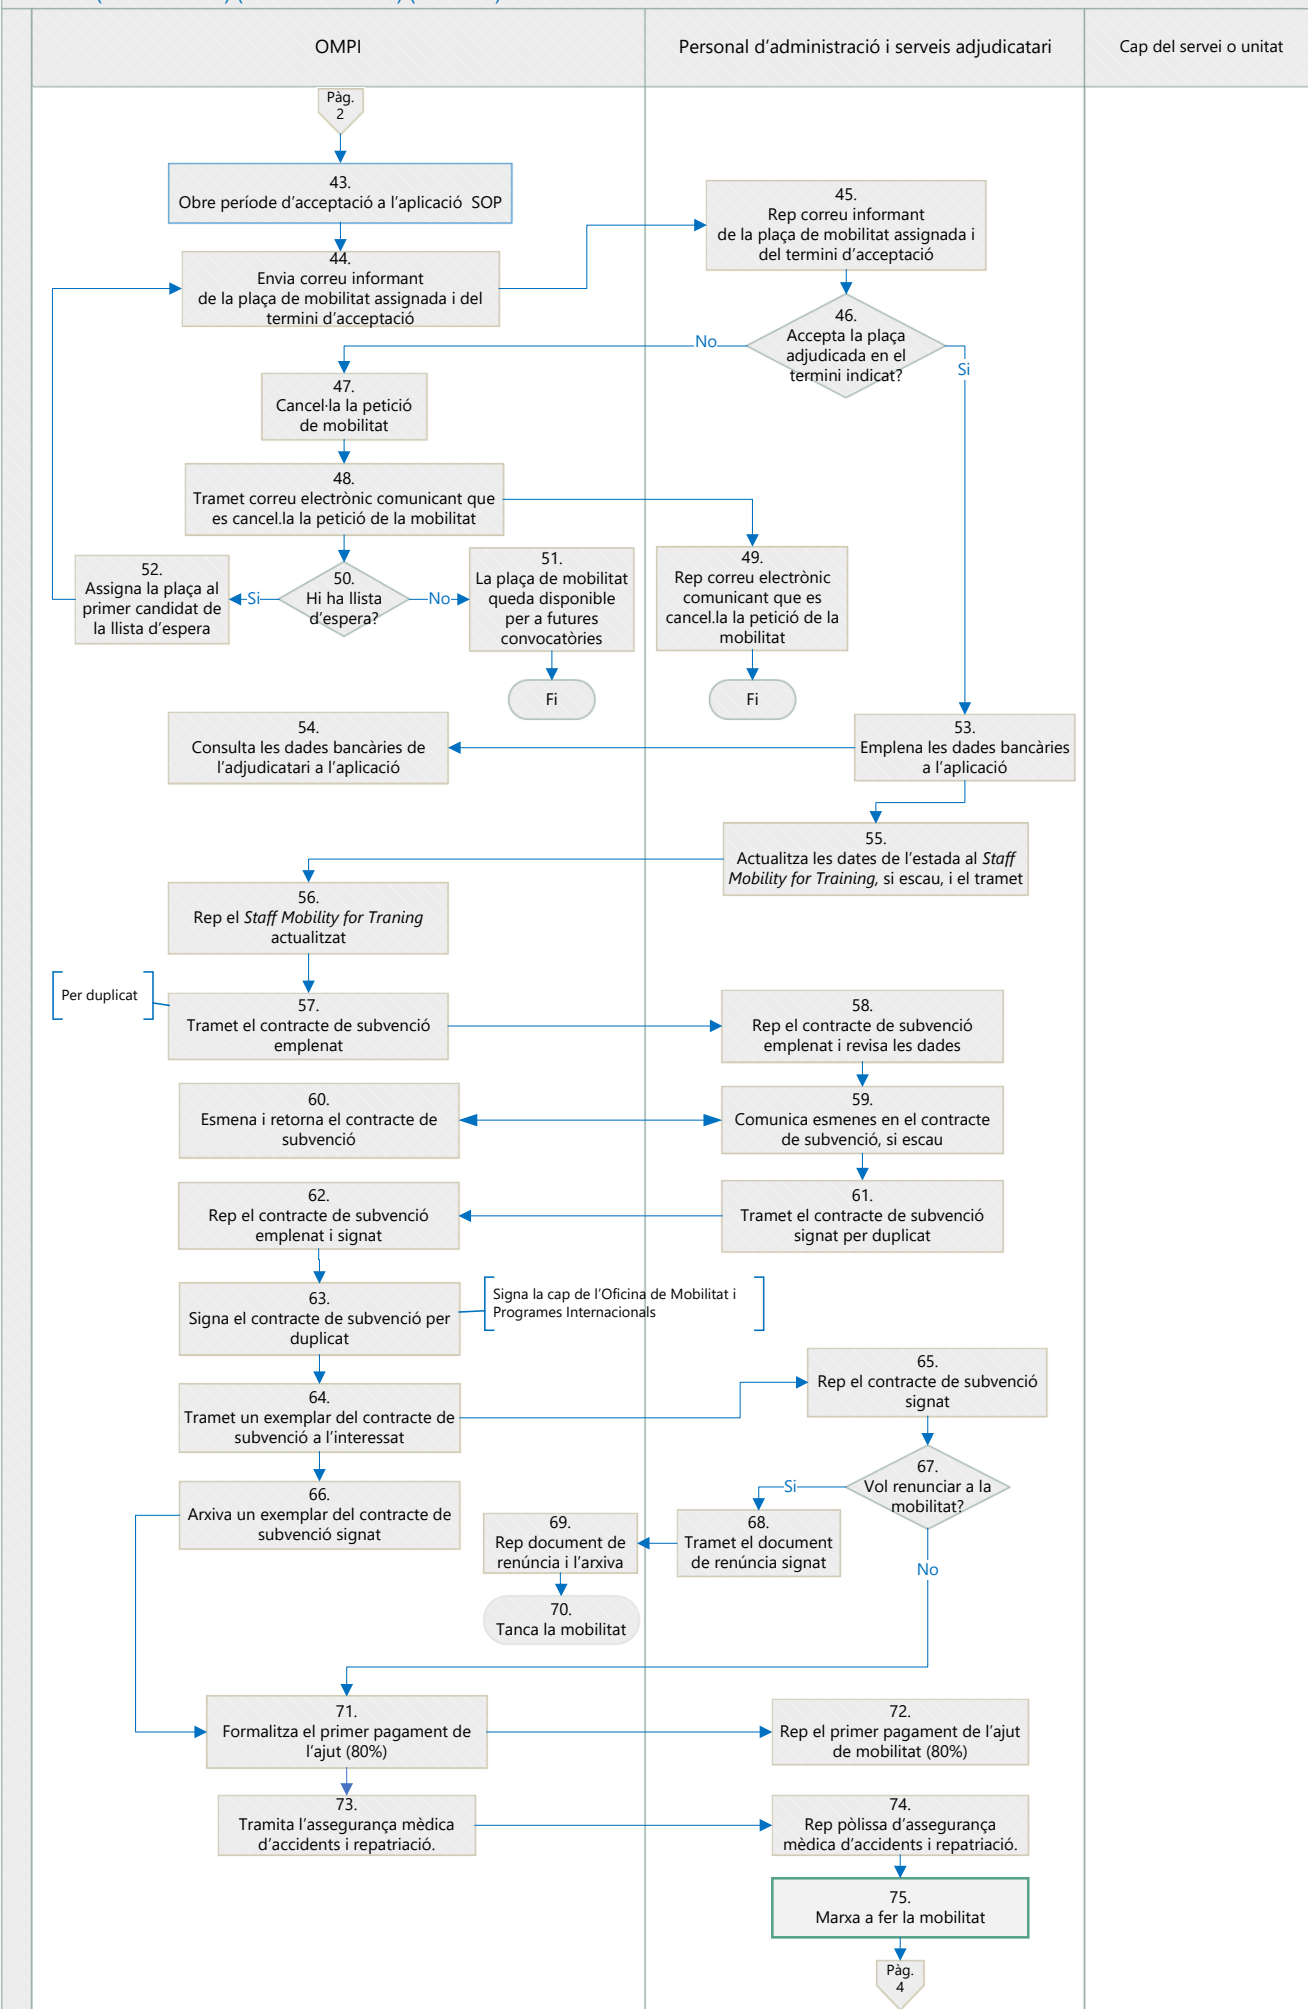 OMPI
Personal d’administració i serveis adjudicatari
Cap del servei o unitat
Pàg.
2
43.
Obre període d’acceptació a l’aplicació  SOP
44.
Envia correu informant
de la plaça de mobilitat assignada i del
termini d’acceptació
45.
Rep correu informant
de la plaça de mobilitat assignada i
del termini d’acceptació
46.
Accepta la plaça
adjudicada en el
termini indicat?
No
Si
47.
Cancel·la la petició
de mobilitat
48.
Tramet correu electrònic comunicant que
es cancel.la la petició de la mobilitat
49.
Rep correu electrònic
comunicant que es
cancel.la la petició de la
mobilitat
50.
Hi ha llista
d’espera?
Si
No
51.
La plaça de mobilitat
queda disponible
per a futures
convocatòries
52.
Assigna la plaça al
primer candidat de
la llista d’espera
Fi
Fi
53.
Emplena les dades bancàries
a l’aplicació
54.
Consulta les dades bancàries de
l’adjudicatari a l’aplicació
55.
Actualitza les dates de l’estada al Staff
Mobility for Training, si escau, i el tramet
56.
Rep el Staff Mobility for Traning
actualitzat
Per duplicat
57.
Tramet el contracte de subvenció
emplenat
58.
Rep el contracte de subvenció
emplenat i revisa les dades
59.
Comunica esmenes en el contracte
de subvenció, si escau
60.
Esmena i retorna el contracte de
subvenció
61.
Tramet el contracte de subvenció
signat per duplicat
62.
Rep el contracte de subvenció
emplenat i signat
63.
Signa el contracte de subvenció per
duplicat
Signa la cap de l’Oficina de Mobilitat i
Programes Internacionals
64.
Tramet un exemplar del contracte de
subvenció a l’interessat
65.
Rep el contracte de subvenció
signat
66.
Arxiva un exemplar del contracte de
subvenció signat
67.
Vol renunciar a la
mobilitat?
Si
No
68.
Tramet el document
de renúncia signat
69.
Rep document de
renúncia i l’arxiva
70.
Tanca la mobilitat
71.
Formalitza el primer pagament de
l’ajut (80%)
72.
Rep el primer pagament de l’ajut
de mobilitat (80%)
73.
Tramita l’assegurança mèdica
d’accidents i repatriació.
74.
Rep pòlissa d’assegurança
mèdica d’accidents i repatriació.
75.
Marxa a fer la mobilitat
Pàg.
4